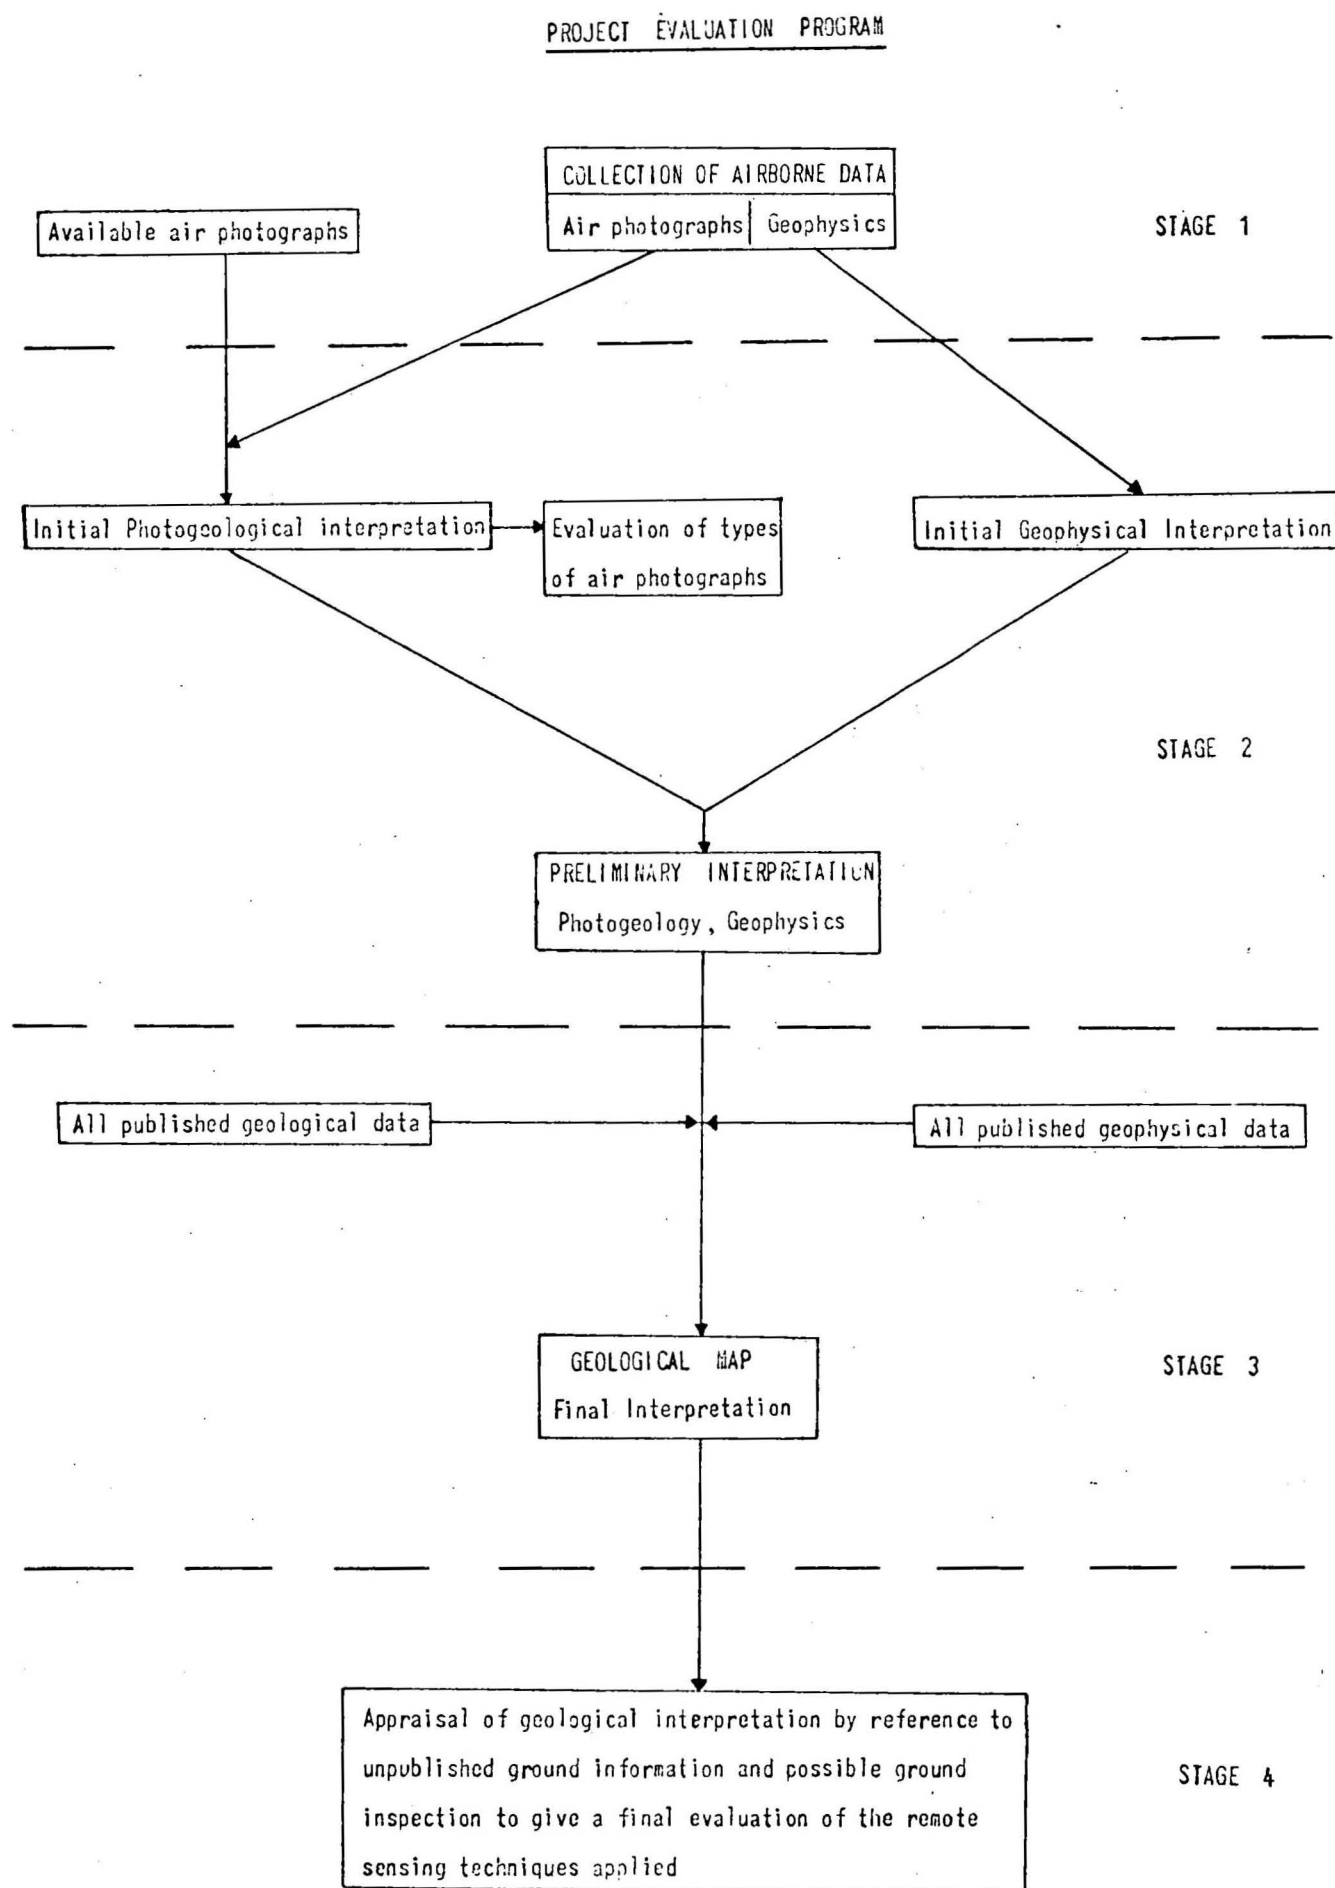 PROJECT EVALUATION PROGRAM
COLLECTION OF AIRBORNE DATA
Available air photographs
Air photographs
Geophysics
STAGE 1
Initial Photogeological interpretation
Evaluation of types
of air photographs
Initial Geophysical Interpretation
STAGE 2
PRELIMINARY INTERPRETATION
Photogeology, Geophysics
All published geological data
All published geophysical data
GEOLOGICAL MAP
Final Interpretation
STAGE 3
Appraisal of geological interpretation by reference to
unpublished ground information and possible ground
inspection to give a final evaluation of the remote
sensing techniques applied
STAGE 4